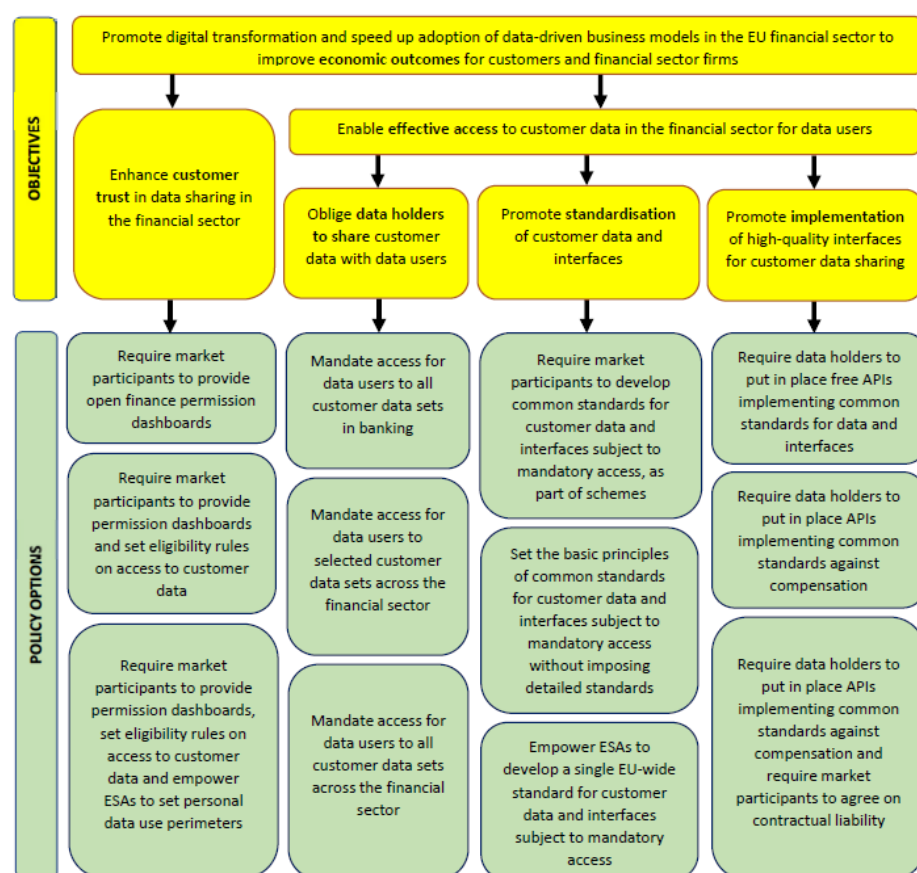 Promote digital transformation and speed up adoption of data-driven business models in the EU financial sector to
improve economic outcomes for customers and financial sector firms
OBJECTIVES
Enhance customer
trust in data sharing in
the financial sector
Enable effective access to customer data in the financial sector for data users
Oblige data holders
to share customer
data with data users
Promote standardisation
of customer data and
interfaces
Promote implementation
of high-quality interfaces
for customer data sharing
POLICY OPTIONS
Require market
participants to provide
open finance permission
dashboards
Require market
participants to provide
permission dashboards
and set eligibility rules
on access to customer
data
Require market
participants to provide
permission dashboards,
set eligibility rules on
access to customer
data and empower
ESAs to set personal
data use perimeters
Mandate access for
data users to all
customer data sets
in banking
Mandate access for
data users to
selected customer
data sets across the
financial sector
Mandate access for
data users to all
customer data sets
across the financial
sector
Require market
participants to develop
common standards for
customer data and
interfaces subject to
mandatory access, as
part of schemes
Set the basic principles
of common standards
for customer data and
interfaces subject to
mandatory access
without imposing
detailed standards
Empower ESAs to
develop a single EU-wide
standard for customer
data and interfaces
subject to mandatory
access
Require data holders to
put in place free APIs
implementing common
standards for data and
interfaces
Require data holders to
put in place APIs
implementing common
standards against
compensation
Require data holders to
put in place APIs
implementing common
standards against
compensation and
require market
participants to agree on
contractual liability